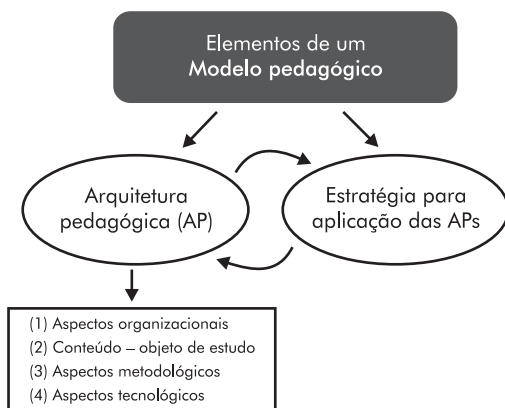 Elementos de um
Modelo pedagógico
Arquitetura
pedagógica (AP)
Estratégia para
aplicação das APs
(1) Aspectos organizacionais
(2) Conteúdo – objeto de estudo
(3) Aspectos metodológicos
(4) Aspectos tecnológicos